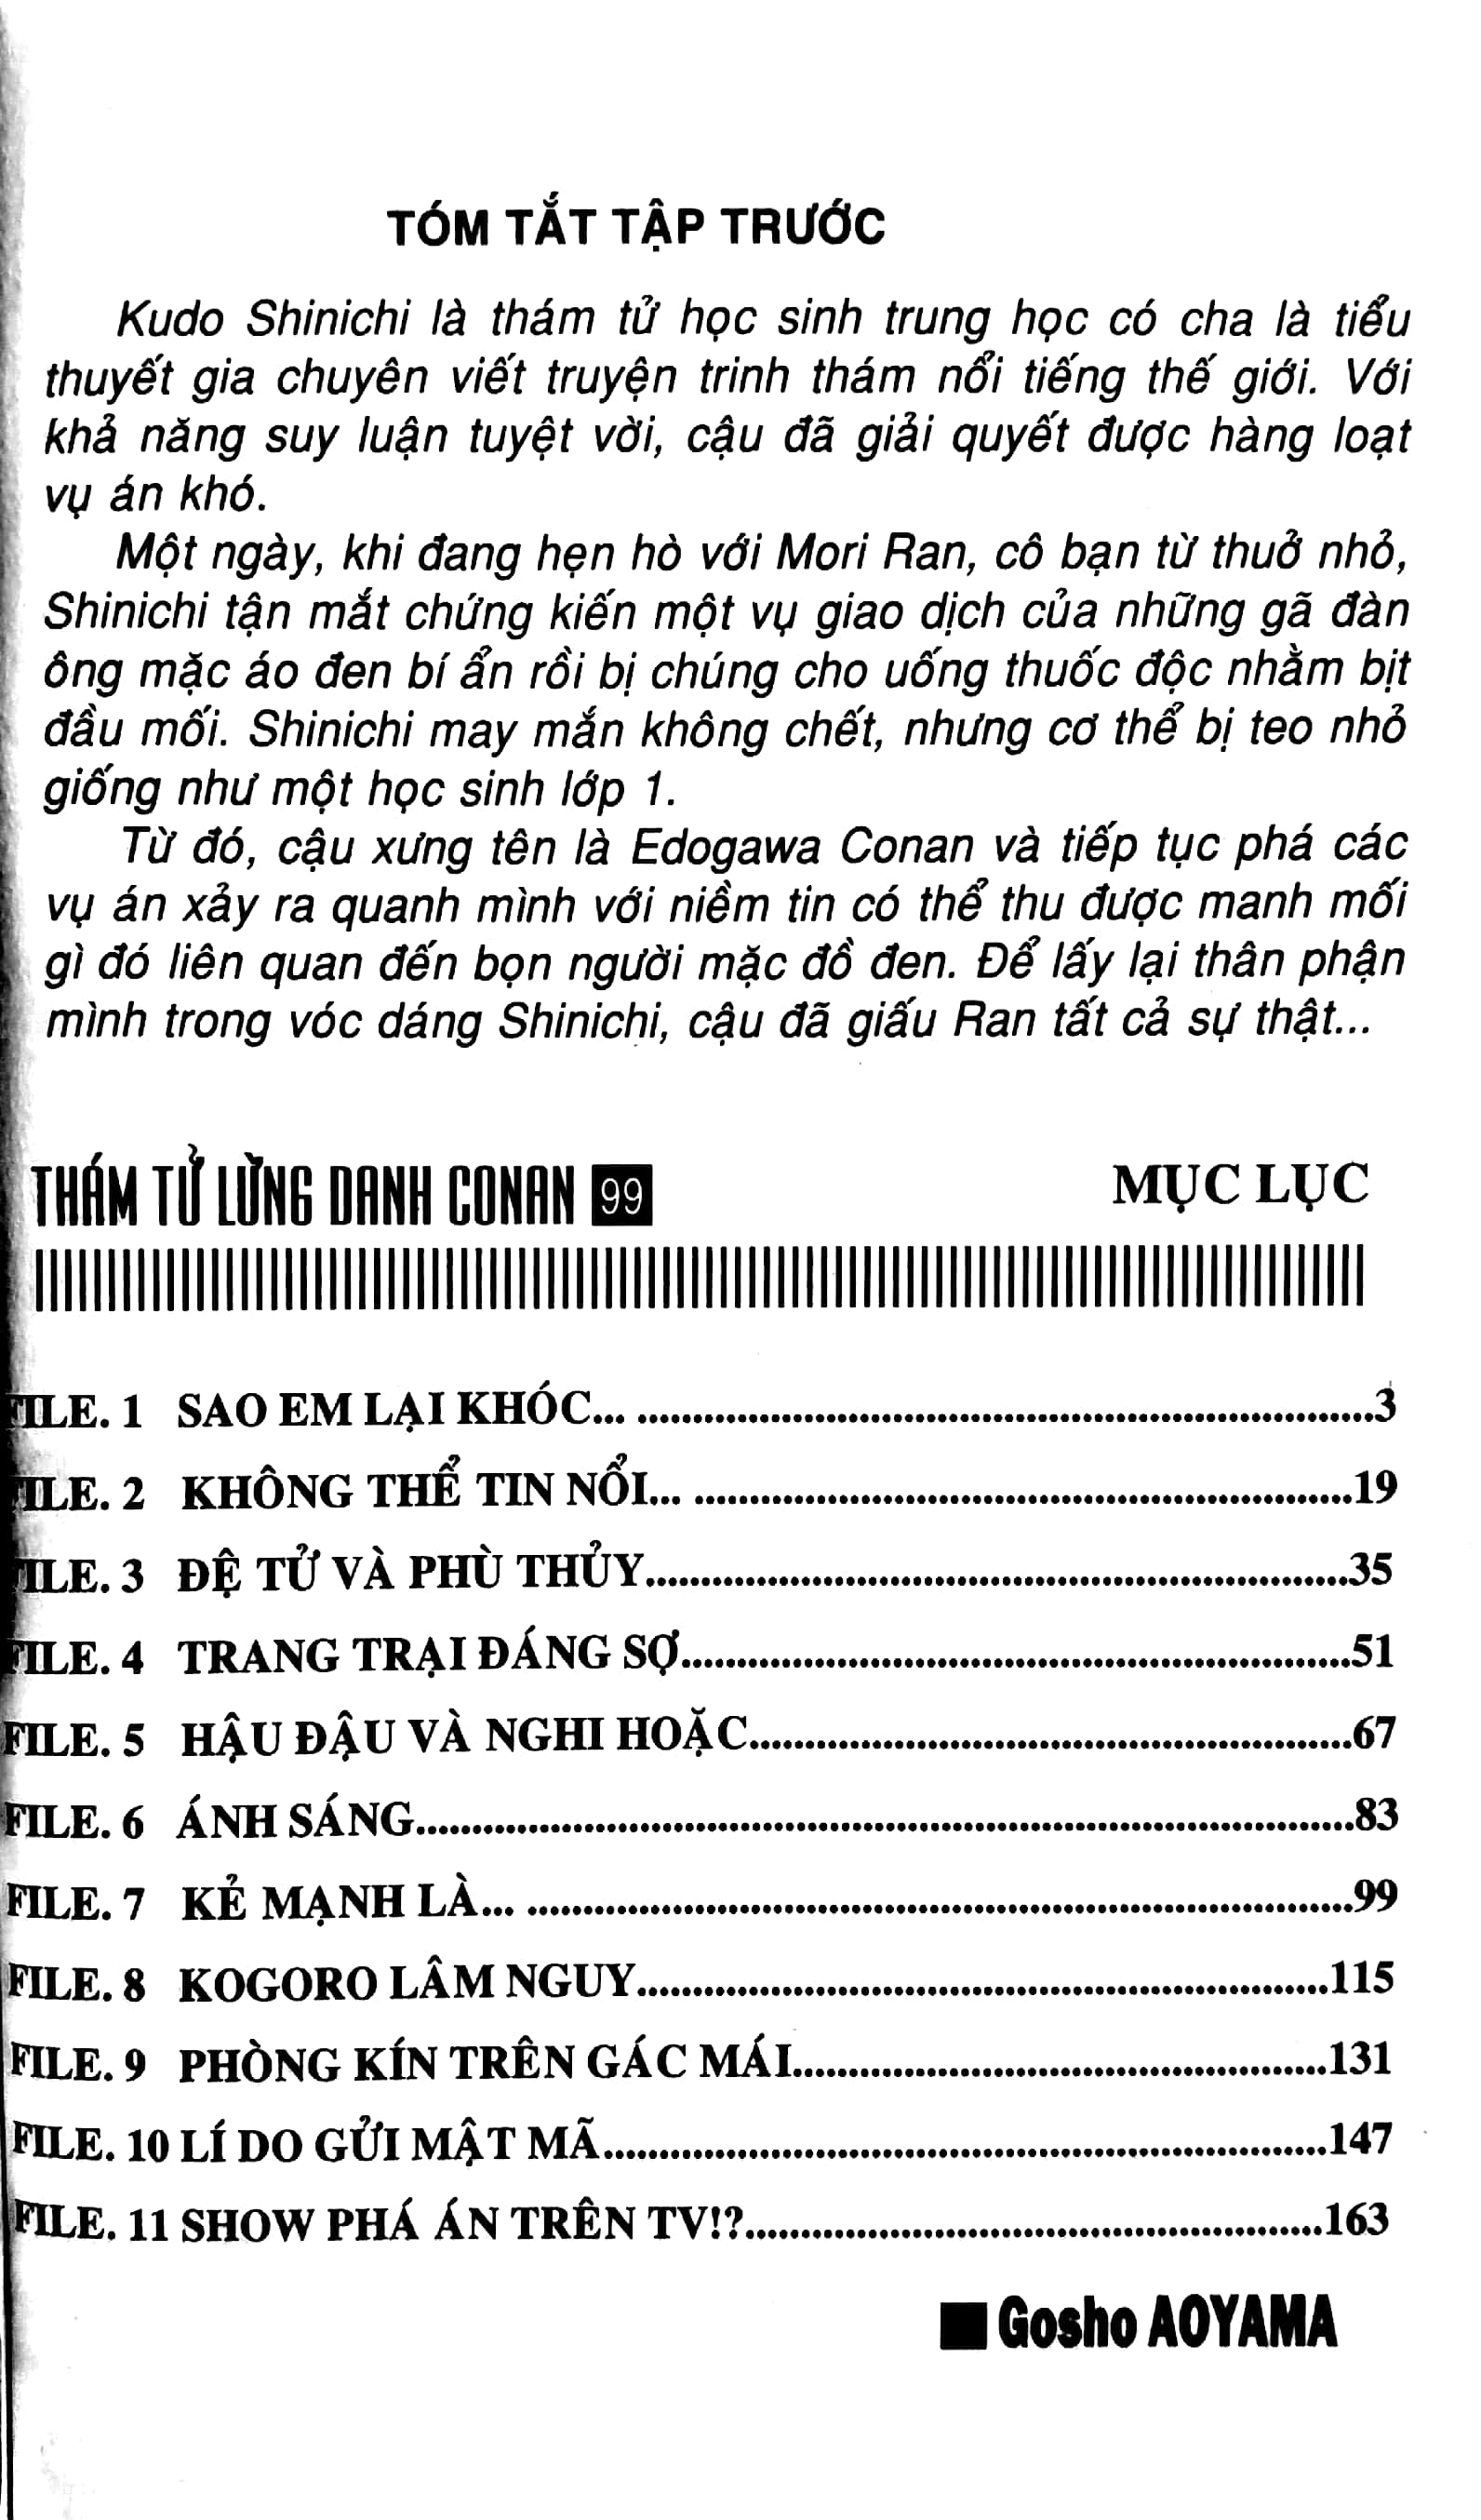 TÓM TẮT TẬP TRƯỚC
Kudo Shinichi là thám tử học sinh trung học có cha là tiểu
thuyết gia chuyên viết truyện trinh thám nổi tiếng thế giới. Với
khả năng suy luận tuyệt vời, cậu đã giải quyết được hàng loạt
vụ án khó.
Một ngày, khi đang hẹn hò với Mori Ran, cô bạn từ thuở nhỏ,
Shinichi tận mắt chứng kiến một vụ giao dịch của những gã đàn
ông mặc áo đen bí ẩn rồi bị chúng cho uống thuốc độc nhằm bịt
đầu mối. Shinichi may mắn không chết, nhưng cơ thể bị teo nhỏ
giống như một học sinh lớp 1.
Từ đó, cậu xưng tên là Edogawa Conan và tiếp tục phá các
vụ án xảy ra quanh mình với niềm tin có thể thu được manh mối
gì đó liên quan đến bọn người mặc đồ đen. Để lấy lại thân phận
mình trong vóc dáng Shinichi, cậu đã giấu Ran tất cả sự thật...
THÁM TỬ LỪNG DANH CONAN 99 MỤC LỤC
FILE. 1 SAO EM LẠI KHÓC... ........................................3
FILE. 2 KHÔNG THỂ TIN NỔI... ........................................19
FILE. 3 ĐỆ TỬ VÀ PHÙ THỦY........................................35
FILE. 4 TRANG TRẠI ĐÁNG SỢ........................................51
FILE. 5 HẬU ĐẬU VÀ NGHI HOẶC........................................67
FILE. 6 ÁNH SÁNG........................................83
FILE. 7 KẺ MẠNH LÀ... ........................................99
FILE. 8 KOGORO LÂM NGUY........................................115
FILE. 9 PHÒNG KÍN TRÊN GÁC MÁI........................................131
FILE. 10 LÍ DO GỬI MẬT MÃ........................................147
FILE. 11 SHOW PHÁ ÁN TRÊN TV!?........................................163
■ Gosho AOYAMA